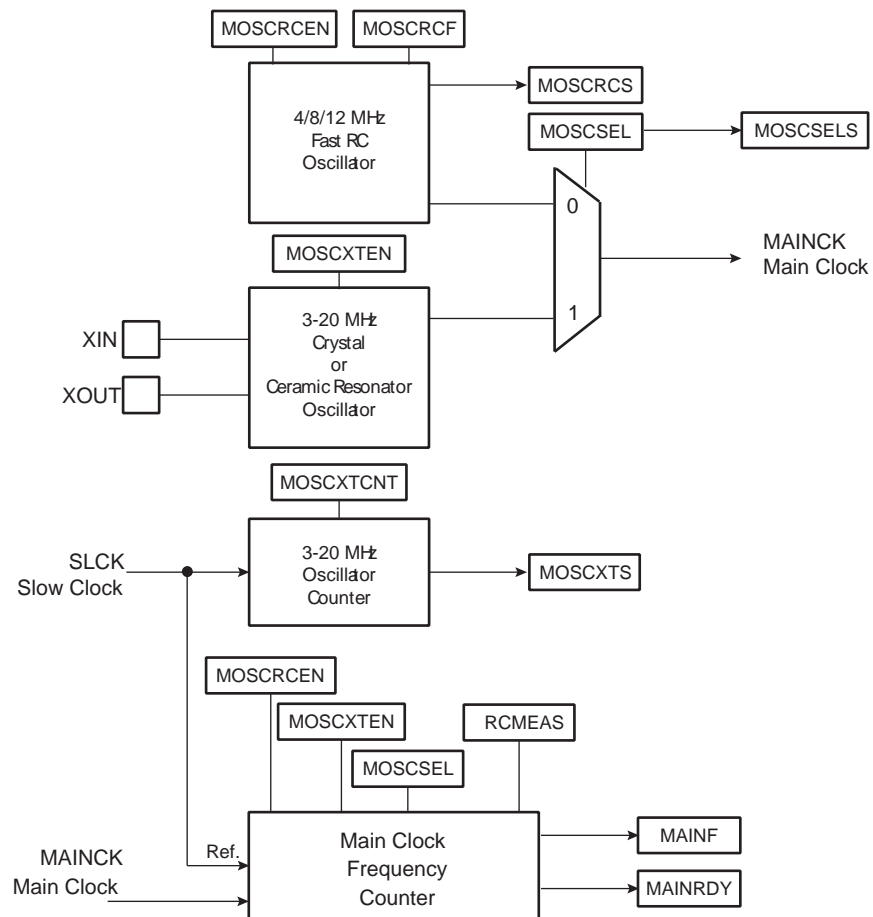 MOSCRCEN
MOSCRCF
4/8/12 MHz
Fast RC
Oscillator
MOSCRCS
MOSCSEL
MOSCSELS
0
MAINCK
Main Clock
MOSCXTEN
3-20 MHz
Crystal
or
Ceramic Resonator
Oscillator
1
XIN
XOUT
MOSCXTCNT
SLCK
Slow Clock
3-20 MHz
Oscillator
Counter
MOSCXTS
MOSCRCEN
MOSCXTEN
RCMEAS
MOSCSEL
MAINCK
Main Clock
Ref.
Main Clock
Frequency
Counter
MAINF
MAINRDY